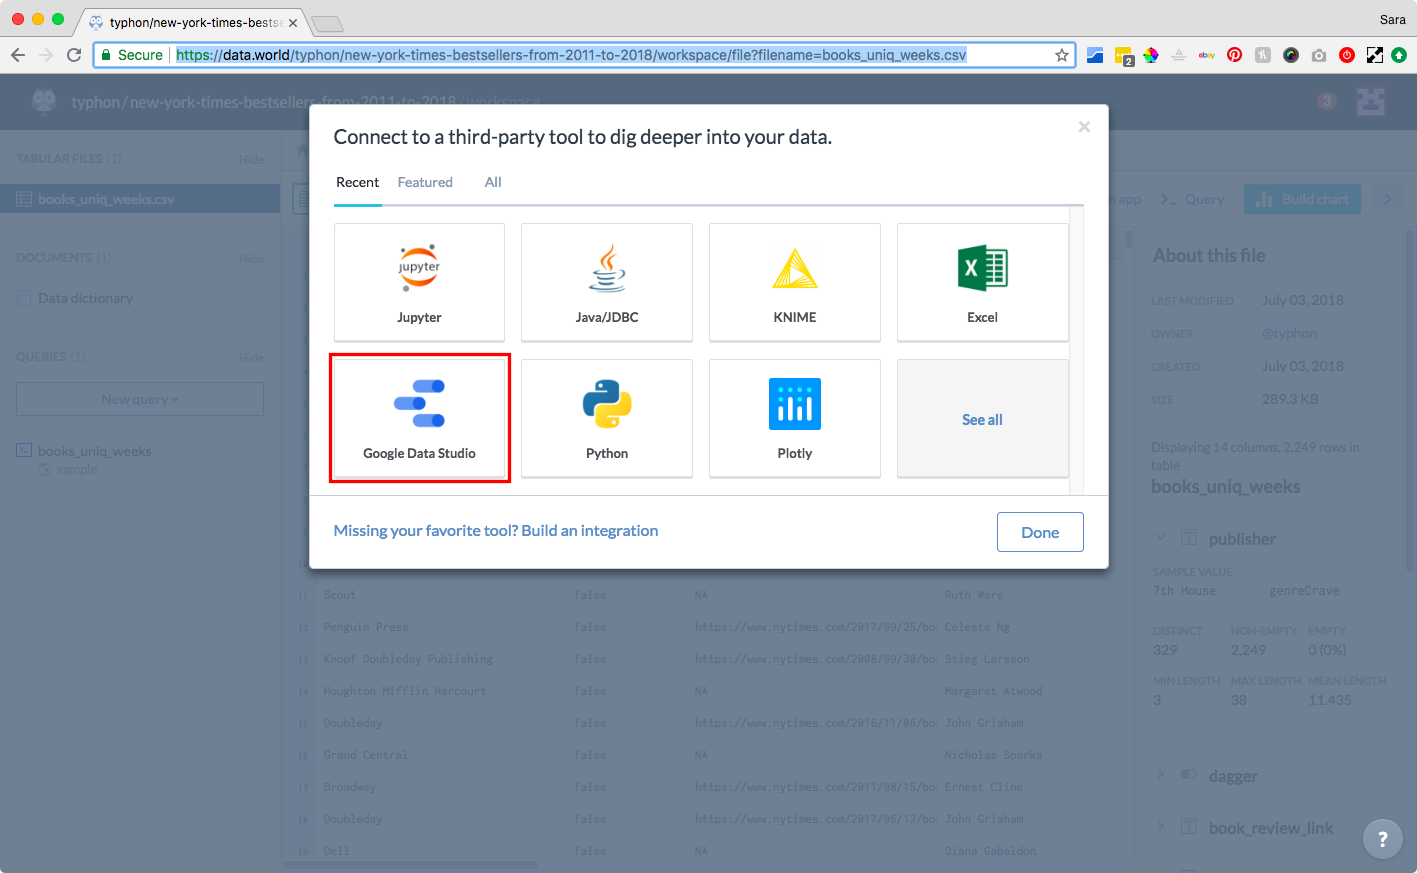 typhon/new-york-times-bestse
Sara
Secure
https://data.world/typhon/new-york-times-bestsellers-from-2011-to-2018/workspace/file?filename=books_uniq_weeks.csv
2
typhon / new-york-times-bestsellers-from-2011-to-2018 / workspace
3
TABULAR FILES (1)
Hide
books_uniq_weeks.csv
DOCUMENTS (1)
Hide
Data dictionary
QUERIES (1)
Hide
New query
books_uniq_weeks
sample
Connect to a third-party tool to dig deeper into your data.
×
Recent Featured All
jupyter
Jupyter
Java/JDBC
KNIME
X
Excel
Google Data Studio
Python
Plotly
See all
Missing your favorite tool? Build an integration
Done
11 Scout false NA Ruth Ware
12 Penguin Press false https://www.nytimes.com/2017/09/25/bo Celeste Ng
13 Knopf Doubleday Publishing false https://www.nytimes.com/2008/09/30/bo Stieg Larsson
14 Houghton Mifflin Harcourt false NA Margaret Atwood
15 Doubleday false https://www.nytimes.com/2016/11/06/bo John Grisham
16 Grand Central false NA Nicholas Sparks
17 Broadway false https://www.nytimes.com/2011/08/15/bo Ernest Cline
18 Doubleday false https://www.nytimes.com/2017/06/12/bo John Grisham
19 Dell false NA Diana Gabaldon
app
Query
Build chart
About this file
LAST MODIFIED July 03, 2018
OWNER @typhon
CREATED July 03, 2018
SIZE 289.3 KB
Displaying 14 columns, 2,249 rows in
table
books_uniq_weeks
publisher
SAMPLE VALUE
7th House genreCrave
DISTINCT NON-EMPTY EMPTY
329 2,249 0 (0%)
MIN LENGTH MAX LENGTH MEAN LENGTH
3 38 11.435
dagger
book_review_link
?